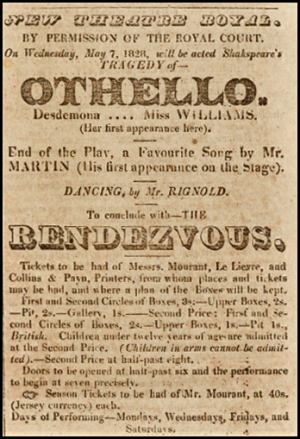 NEW THEATRE ROYAL.
BY PERMISSION OF THE ROYAL COURT.
On Wednesday, May 7, 1828, will be acted Shakspeare's
TRAGEDY of—
OTHELLO.
Desdemona .... Miss WILLIAMS.
(Her first appearance here).
End of the Play, a Favourite Song by Mr.
MARTIN (His first appearance on the Stage).
DANCING, by Mr. RIGNOLD.
To conclude with—THE
RENDEZVOUS.
Tickets to be had of Messrs. Mourant, Le Lievre, and
Collins & Payn, Printers, from whom places and tickets
may be had, and where a plan of the Boxes will be kept.
First and Second Circles of Boxes, 3s:—Upper Boxes, 2s.
—Pit, 2s.—Gallery, 1s.—— Second Price: First and Se-
cond Circles of Boxes, 2s.—Upper Boxes, 1s.—Pit 1s.,
British. Children under twelve years of age are admitted
at the Second Price. (Children in arms cannot be admit-
ted).—Second Price at half-past eight.
Doors to be opened at half-past six and the performance
to begin at seven precisely.
☞ Season Tickets to be had of Mr. Mourant, at 40s.
(Jersey currency) each.
Days of Performing—Mondays, Wednesdays, Fridays, and
Saturdays.